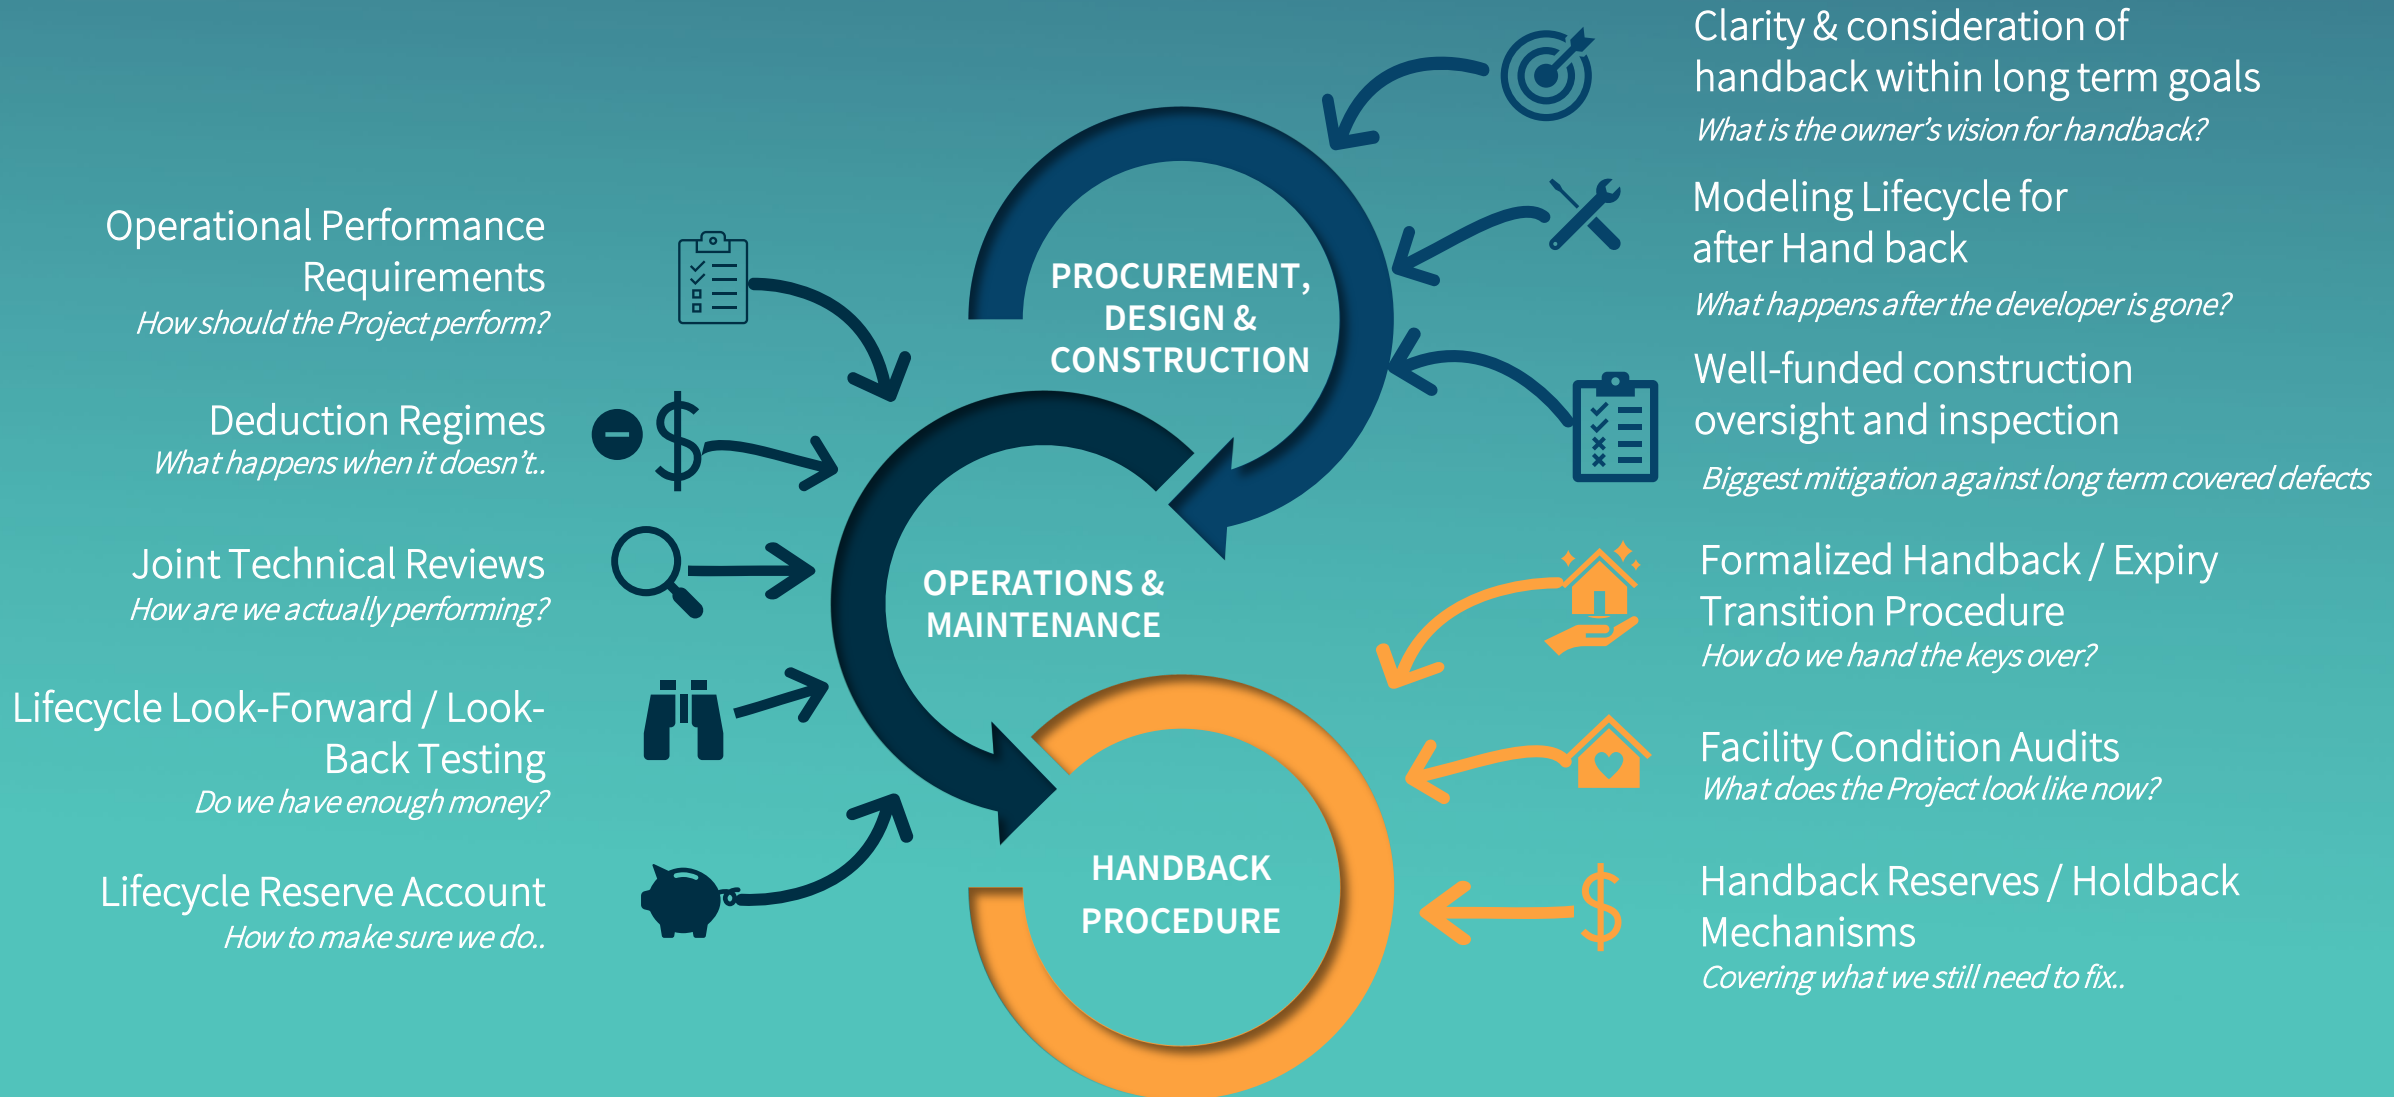 Clarity & consideration of
handback within long term goals
What is the owner's vision for handback?
Modeling Lifecycle for
after Hand back
What happens after the developer is gone?
Well-funded construction
oversight and inspection
Biggest mitigation against long term covered defects
PROCUREMENT,
DESIGN &
CONSTRUCTION
Operational Performance
Requirements
How should the Project perform?
Deduction Regimes
What happens when it doesn't..
Joint Technical Reviews
How are we actually performing?
Lifecycle Look-Forward / Look-
Back Testing
Do we have enough money?
Lifecycle Reserve Account
How to make sure we do..
OPERATIONS &
MAINTENANCE
Formalized Handback / Expiry
Transition Procedure
How do we hand the keys over?
Facility Condition Audits
What does the Project look like now?
Handback Reserves / Holdback
Mechanisms
Covering what we still need to fix..
HANDBACK
PROCEDURE